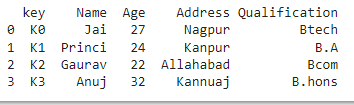 key Name Age Address Qualification
0 K0 Jai 27 Nagpur Btech
1 K1 Princi 24 Kanpur B.A
2 K2 Gaurav 22 Allahabad Bcom
3 K3 Anuj 32 Kannuaj B.hons